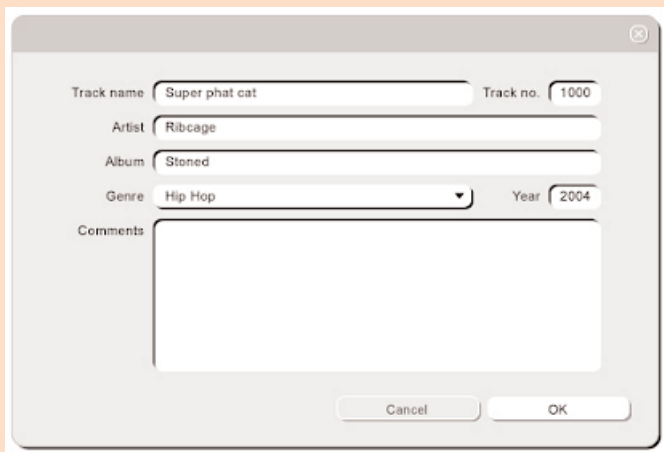 Track name Super phat cat Track no. 1000
Artist Ribcage
Album Stoned
Genre Hip Hop Year 2004
Comments
Cancel OK